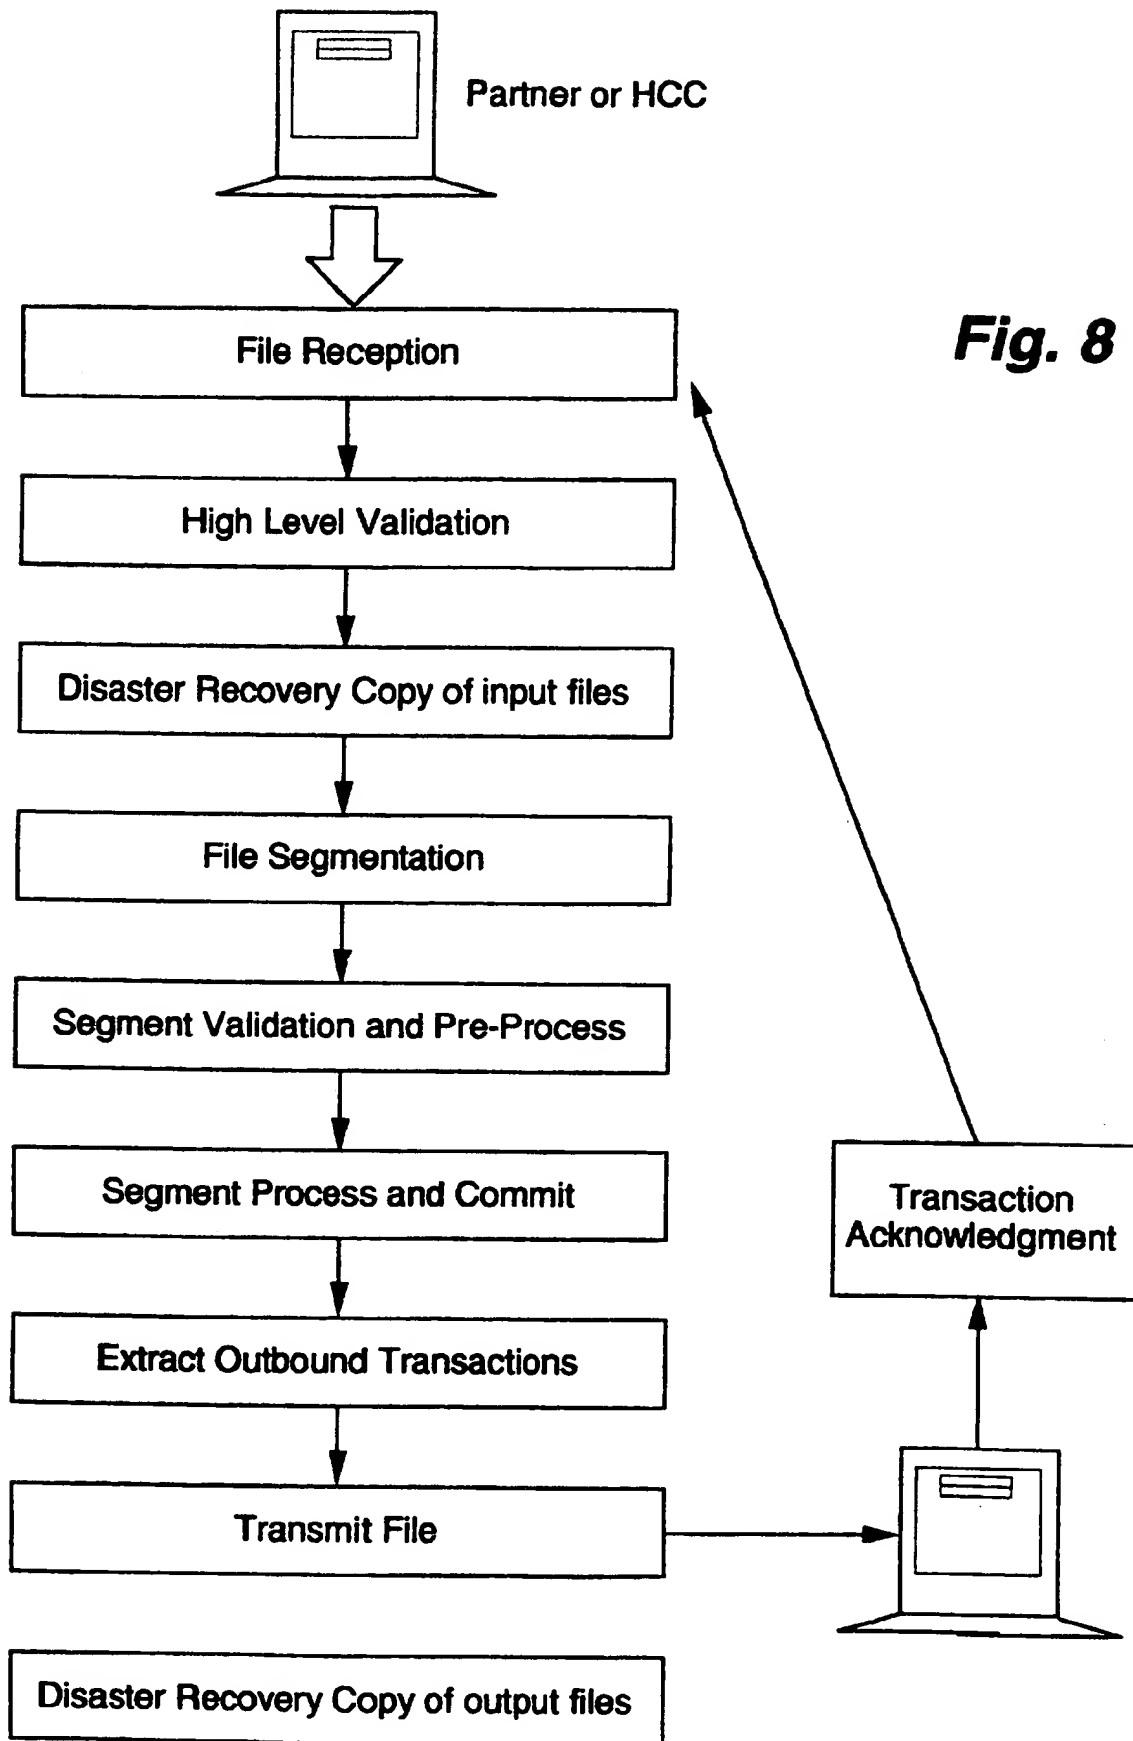 Partner or HCC
Fig. 8
File Reception
High Level Validation
Disaster Recovery Copy of input files
File Segmentation
Segment Validation and Pre-Process
Segment Process and Commit
Transaction
Acknowledgment
Extract Outbound Transactions
Transmit File
Disaster Recovery Copy of output files